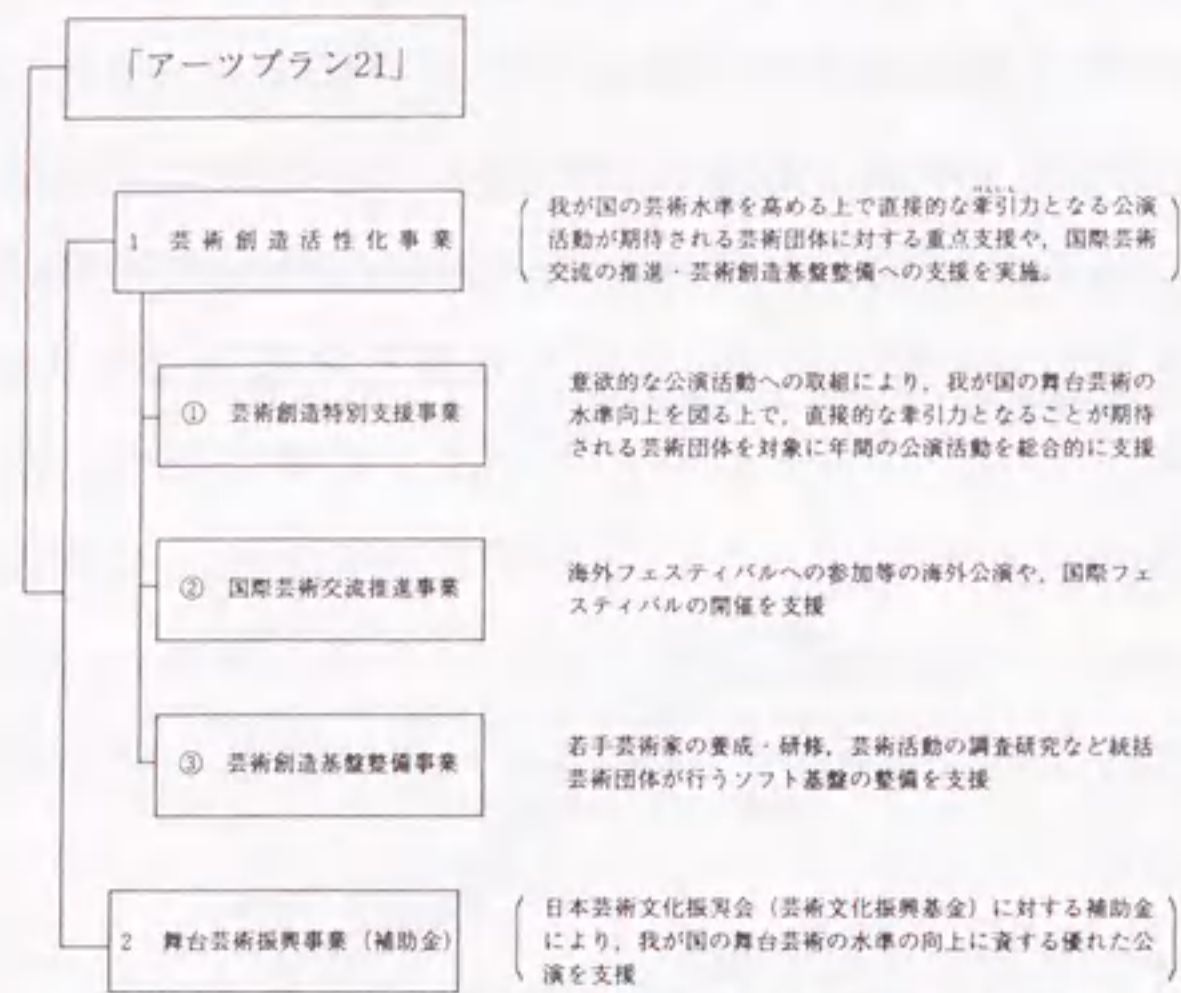 「アーツプラン21」
1 芸術創造活性化事業
我が国の芸術水準を高める上で直接的な牽引力となる公演
活動が期待される芸術団体に対する重点支援や，国際芸術
交流の推進・芸術創造基盤整備への支援を実施。
① 芸術創造特別支援事業
意欲的な公演活動への取組により，我が国の舞台芸術の
水準向上を図る上で，直接的な牽引力となることが期待
される芸術団体を対象に年間の公演活動を総合的に支援
② 国際芸術交流推進事業
海外フェスティバルへの参加等の海外公演や，国際フェ
スティバルの開催を支援
③ 芸術創造基盤整備事業
若手芸術家の養成・研修，芸術活動の調査研究など統括
芸術団体が行うソフト基盤の整備を支援
2 舞台芸術振興事業（補助金）
日本芸術文化振興会（芸術文化振興基金）に対する補助金
により，我が国の舞台芸術の水準の向上に資する優れた公
演を支援